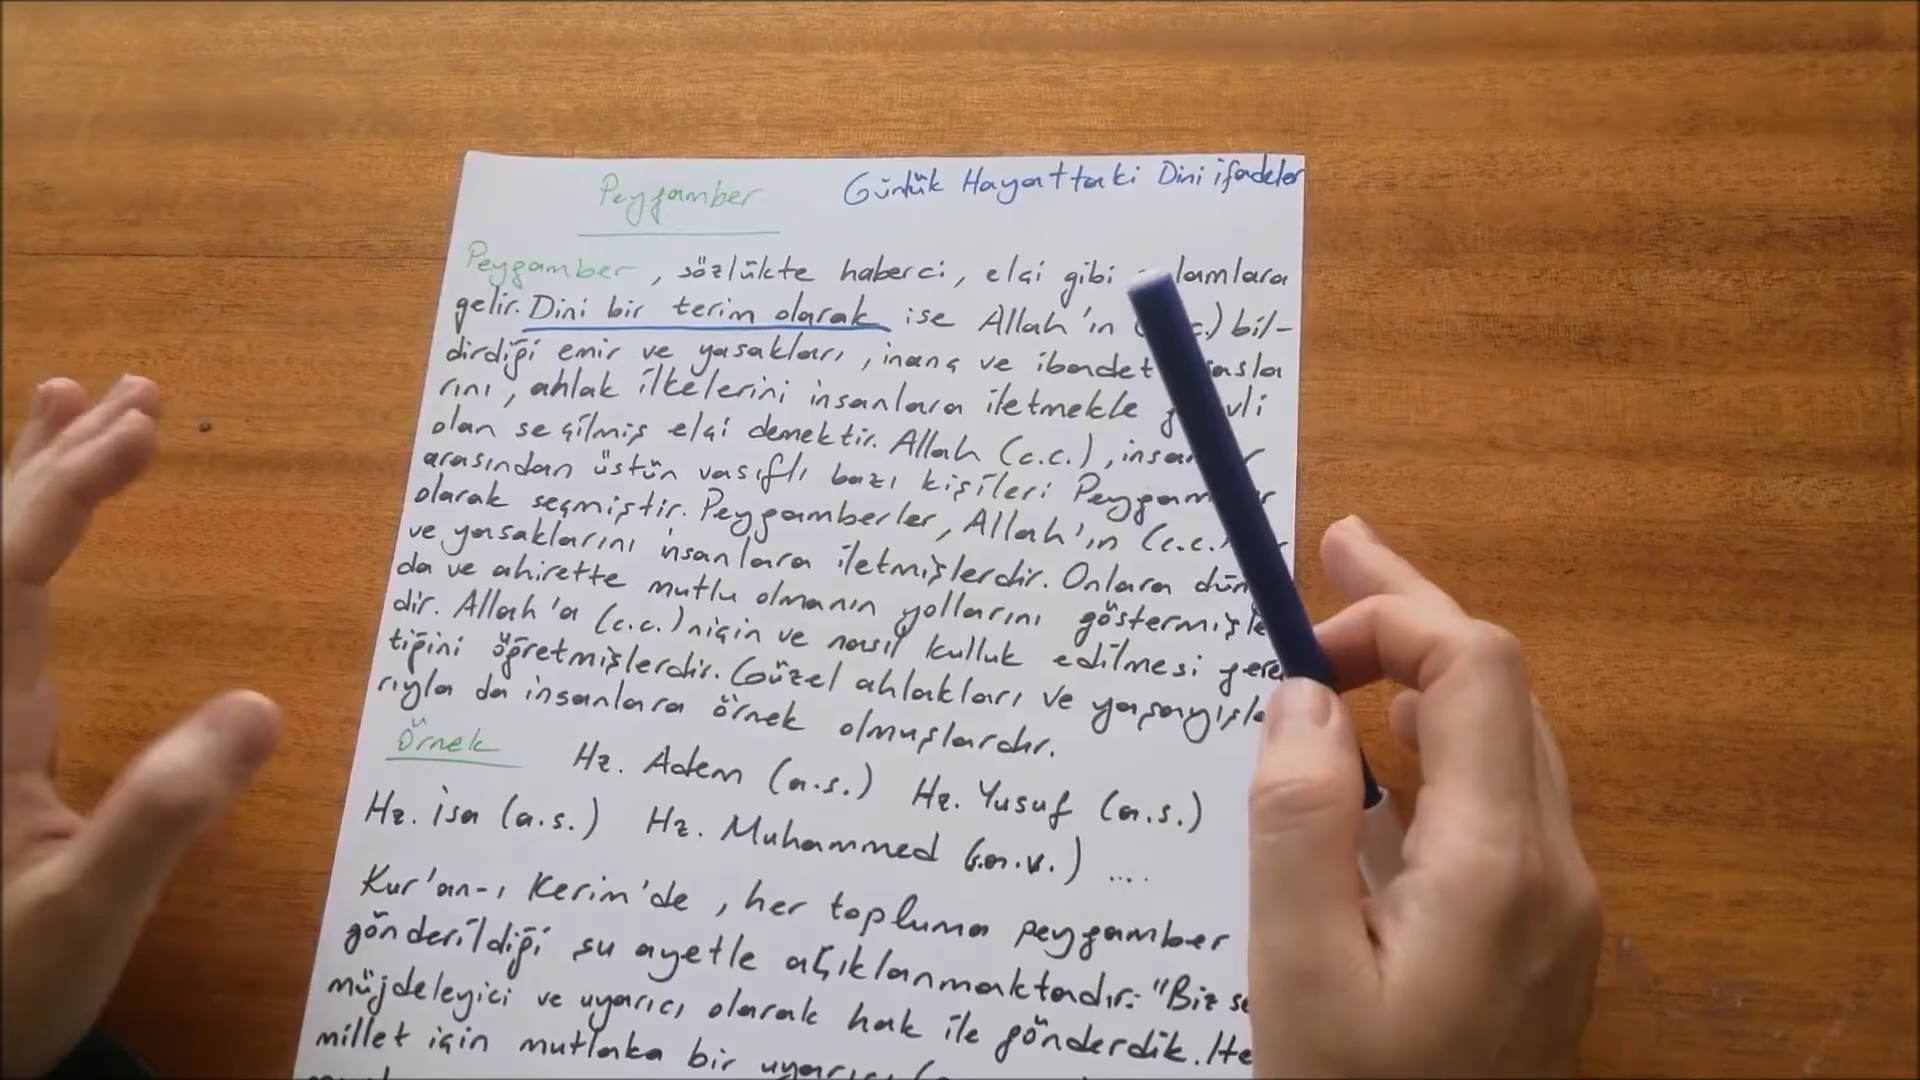 Peygamber
Günlük Hayattaki Dini ifadeler
Peygamber, sözlükte haberci, elçi gibi lamlara
gelir. Dini bir terim olarak ise Allah'ın c.) bil-
dirdiği emir ve yasakları, inanç ve ibadet asla
rını, ahlak ilkelerini insanlara iletmekle
olan seçilmiş elçi demektir. Allah (c.c.),
arasından üstün vasıflı bazı kişileri
olarak seçmiştir. Peygamberler, Allah'ın (c.c.)
ve yasaklarını insanlara iletmişlerdir. Onlara dün
da ve ahirette mutlu olmanın yollarını göstermişle
dir. Allah'a (c.c.) niçin ve nasıl kulluk edilmesi gere
tiğini öğretmişlerdir. Güzel ahlakları ve yaşayışla
rıyla da insanlara örnek olmuşlardır.
Örnek Hz. Adem (a.s.) Hz. Yusuf (a.s.)
Hz. isa (a.s.) Hz. Muhammed (s.a.v.) ....
Kur'an-ı Kerim'de, her topluma peygamber
gönderildiği şu ayetle açıklanmaktadır: "Biz se
müjdeleyici ve uyarıcı olarak hak ile gönderdik. He
millet için mutlaka bir uyarıcı